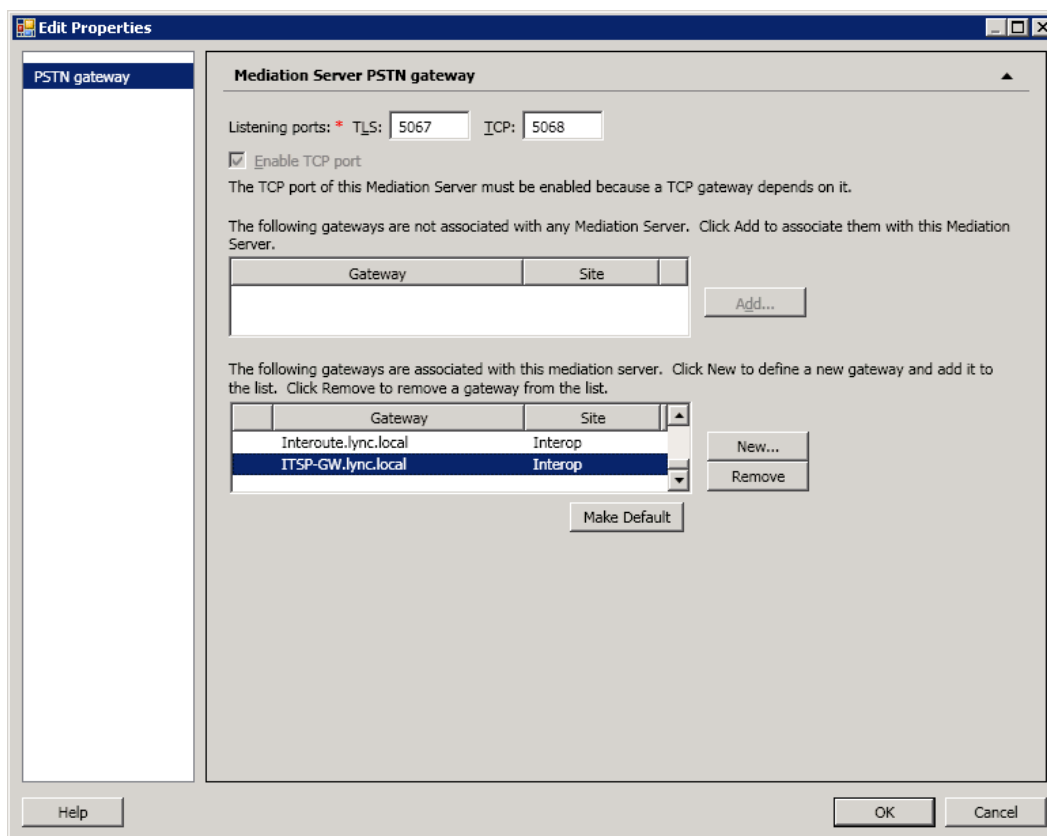 Edit Properties
PSTN gateway
Mediation Server PSTN gateway
Listening ports: * TLS: 5067 TCP: 5068
Enable TCP port
The TCP port of this Mediation Server must be enabled because a TCP gateway depends on it.
The following gateways are not associated with any Mediation Server. Click Add to associate them with this Mediation
Server.
Gateway Site
Add...
The following gateways are associated with this mediation server. Click New to define a new gateway and add it to
the list. Click Remove to remove a gateway from the list.
Gateway Site
Interoute.lync.local Interop
ITSP-GW.lync.local Interop
New...
Remove
Make Default
Help OK Cancel